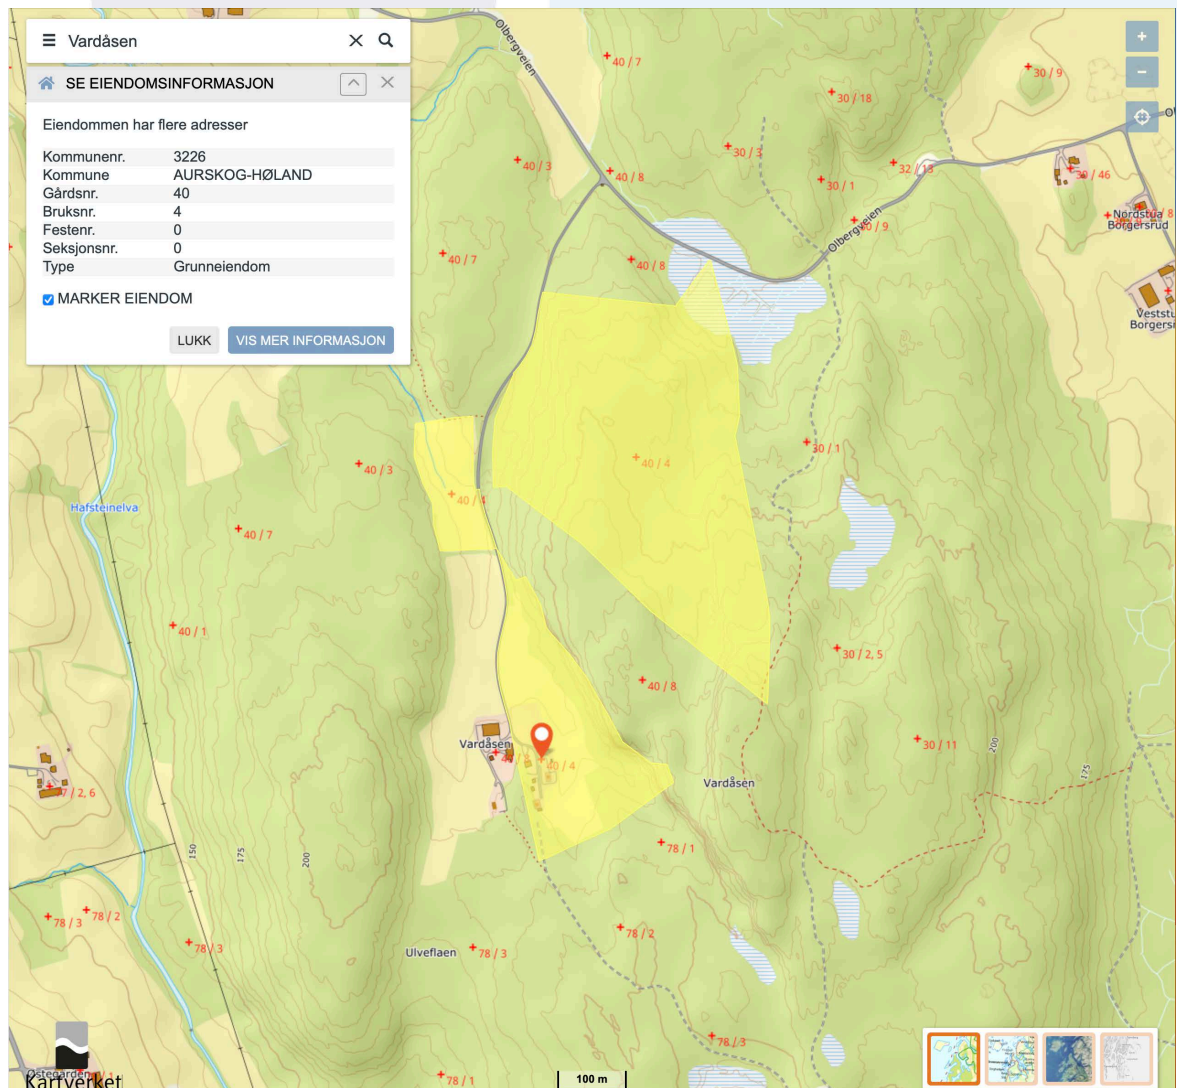 Vardåsen
SE EIENDOMSINFORMASJON
Eiendommen har flere adresser
Kommunenr. 3226
Kommune AURSKOG-HØLAND
Gårdsnr. 40
Bruksnr. 4
Festenr. 0
Seksjonsnr. 0
Type Grunneiendom
MARKER EIENDOM
LUKK VIS MER INFORMASJON
Olbergveien
40 / 7
30 / 9
30 / 18
30 / 3
40 / 3
40 / 8
32 / 13
30 / 1
30 / 46
Nordstua
Borgersrud
Olbergveien
30 / 9
40 / 7
40 / 8
30 / 1
40 / 4
40 / 3
40 / 4
Hafsteinelva
40 / 7
40 / 1
30 / 2, 5
40 / 8
30 / 11
200
175
Vardåsen
40 / 4
Vardåsen
78 / 1
150
175
200
78 / 3
78 / 2
78 / 3
Ulveflaen
78 / 3
78 / 2
78 / 3
78 / 1
Kartverket
100 m